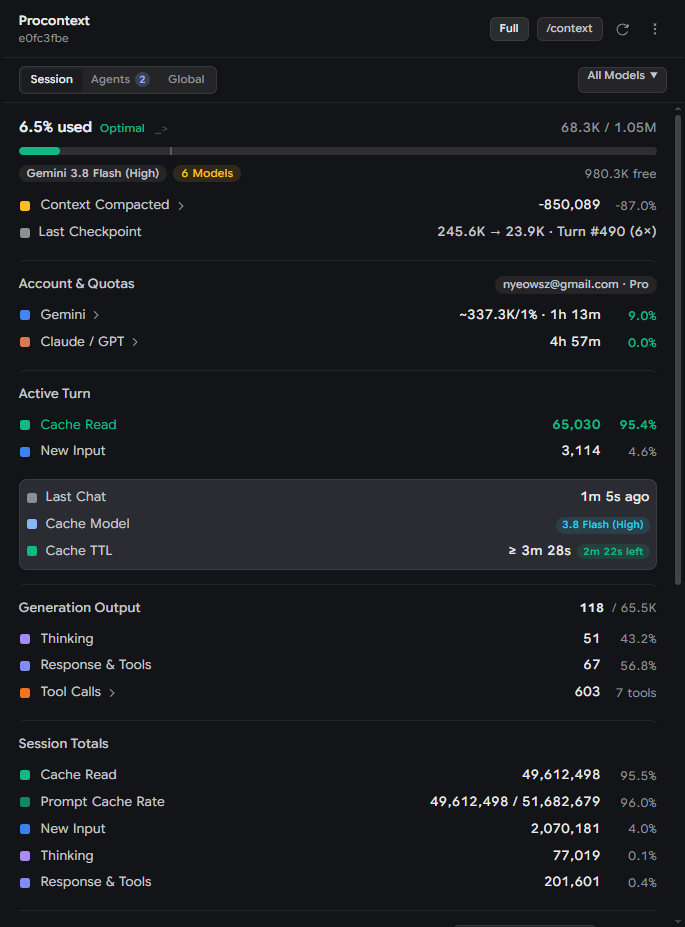 Procontext
e0fc3fbe
Full /context
Session Agents 2 Global All Models ▼
6.5% used Optimal _> 68.3K / 1.05M
Gemini 3.8 Flash (High) 6 Models 980.3K free
Context Compacted > -850,089 -87.0%
Last Checkpoint 245.6K → 23.9K · Turn #490 (6×)
Account & Quotas nyeowsz@gmail.com · Pro
Gemini > ~337.3K/1% · 1h 13m 9.0%
Claude / GPT > 4h 57m 0.0%
Active Turn
Cache Read 65,030 95.4%
New Input 3,114 4.6%
Last Chat 1m 5s ago
Cache Model 3.8 Flash (High)
Cache TTL ≥ 3m 28s 2m 22s left
Generation Output 118 / 65.5K
Thinking 51 43.2%
Response & Tools 67 56.8%
Tool Calls > 603 7 tools
Session Totals
Cache Read 49,612,498 95.5%
Prompt Cache Rate 49,612,498 / 51,682,679 96.0%
New Input 2,070,181 4.0%
Thinking 77,019 0.1%
Response & Tools 201,601 0.4%